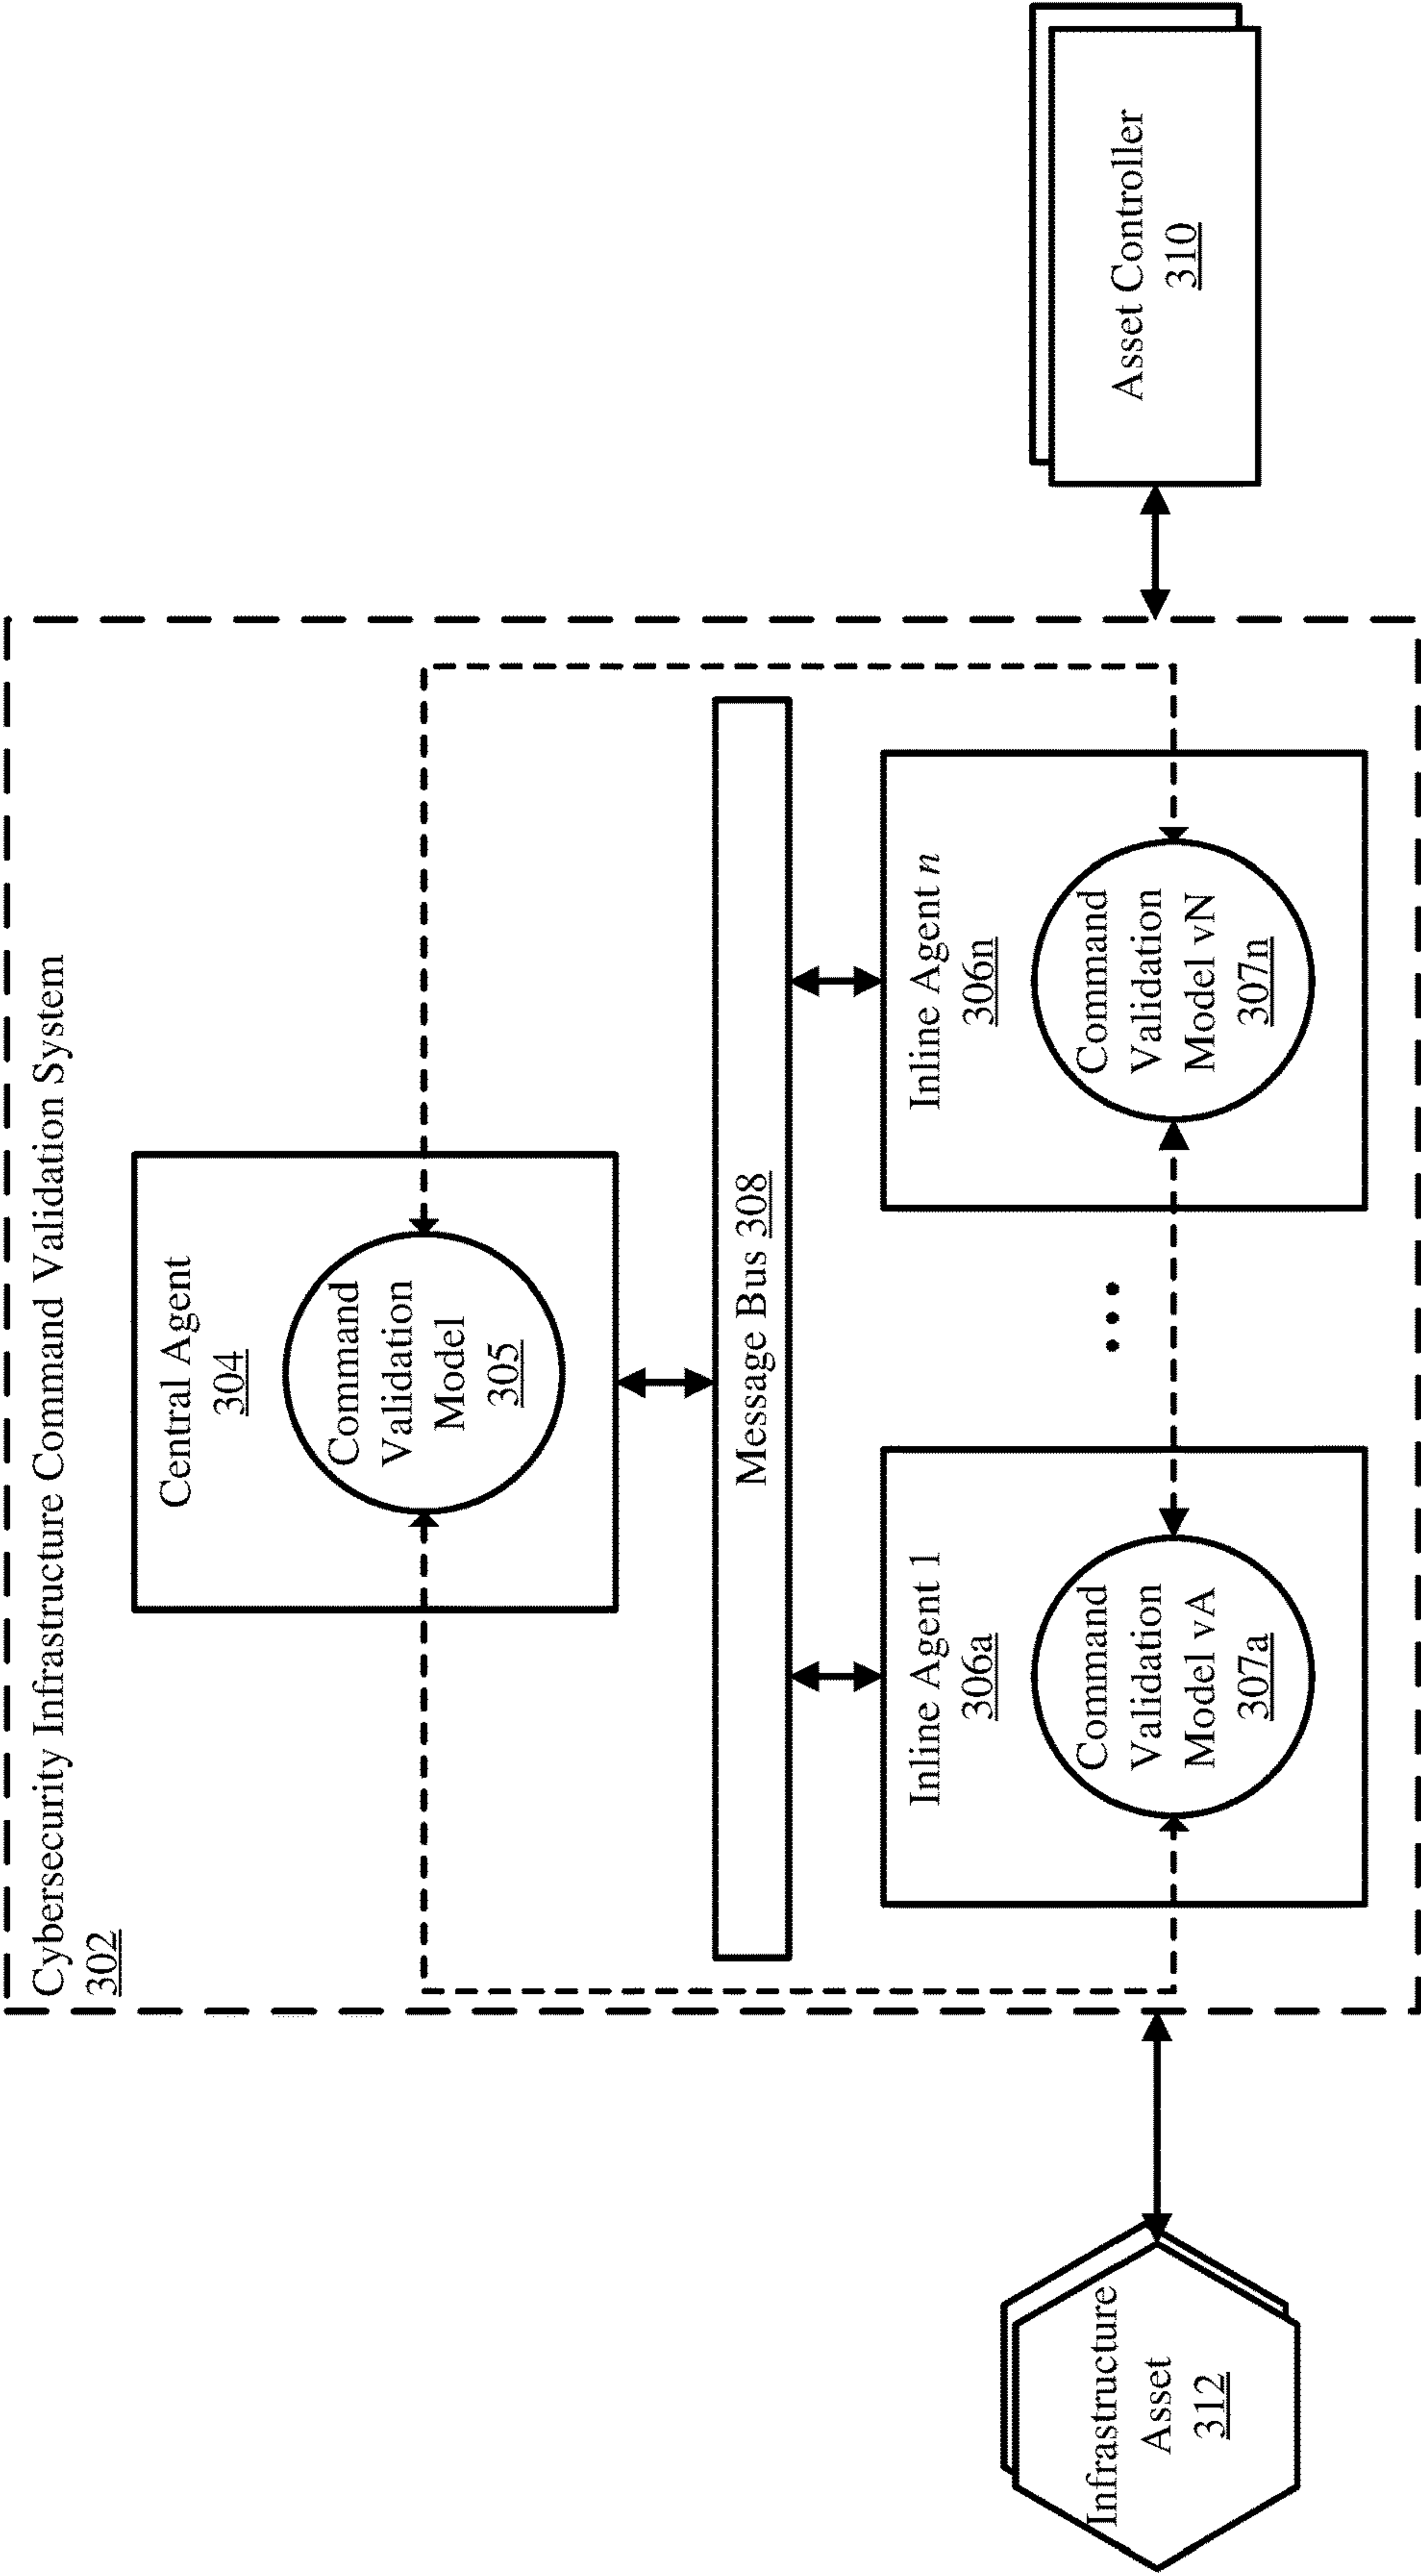 Cybersecurity Infrastructure Command Validation System
302
Central Agent
304
Command
Validation
Model
305
Message Bus 308
Inline Agent 1
306a
Command
Validation
Model vA
307a
...
Inline Agent n
306n
Command
Validation
Model vN
307n
Infrastructure
Asset
312
Asset Controller
310